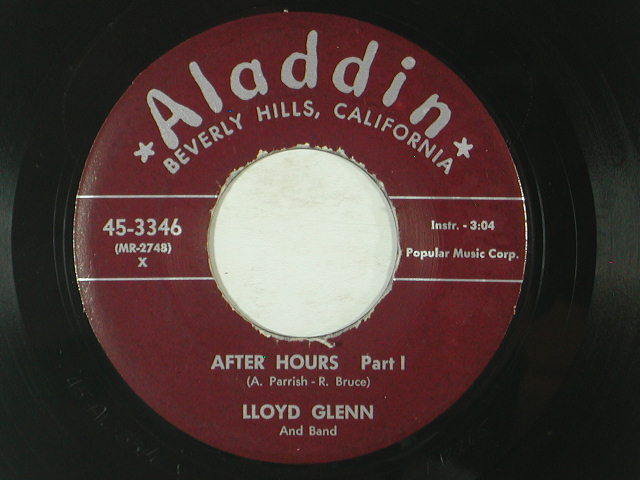 Aladdin
BEVERLY HILLS, CALIFORNIA
45-3346
(MR-2748)
X
Instr. - 3:04
Popular Music Corp.
AFTER HOURS Part I
(A. Parrish - R. Bruce)
LLOYD GLENN
And Band